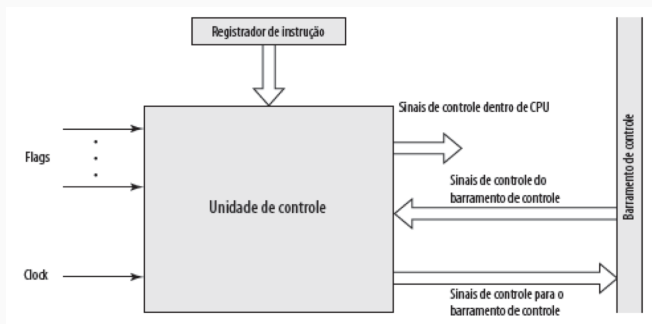 Registrador de instrução
Sinais de controle dentro de CPU
Flags
Unidade de controle
Sinais de controle do
barramento de controle
Barramento de controle
Clock
Sinais de controle para o
barramento de controle